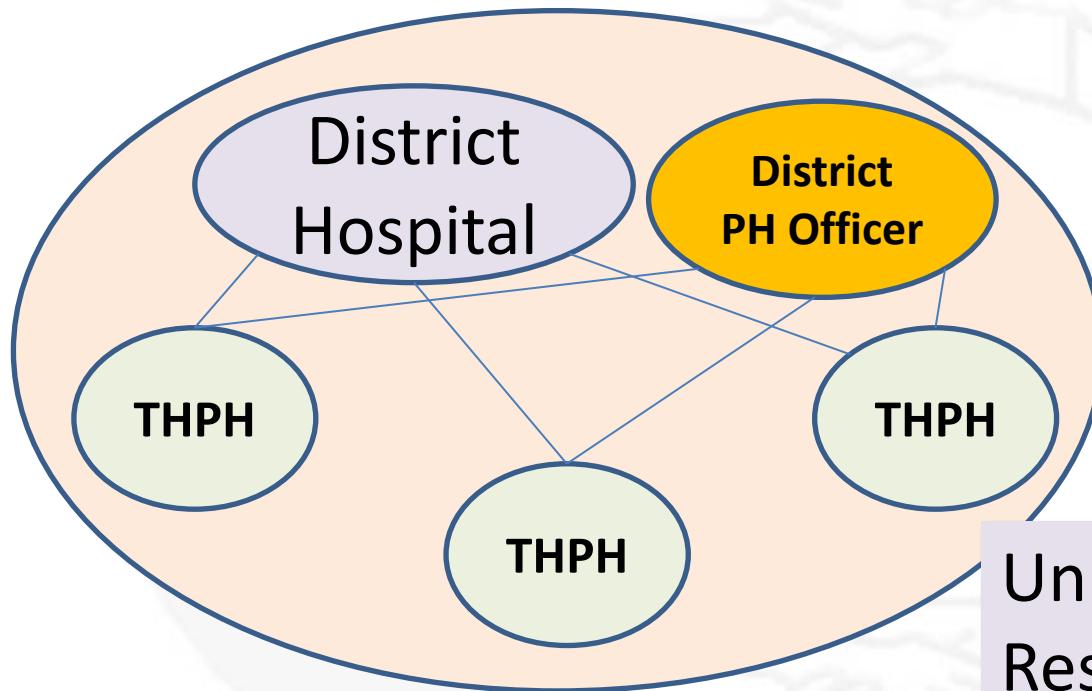 District
Hospital
District
PH Officer
THPH
THPH
THPH
Un
Res